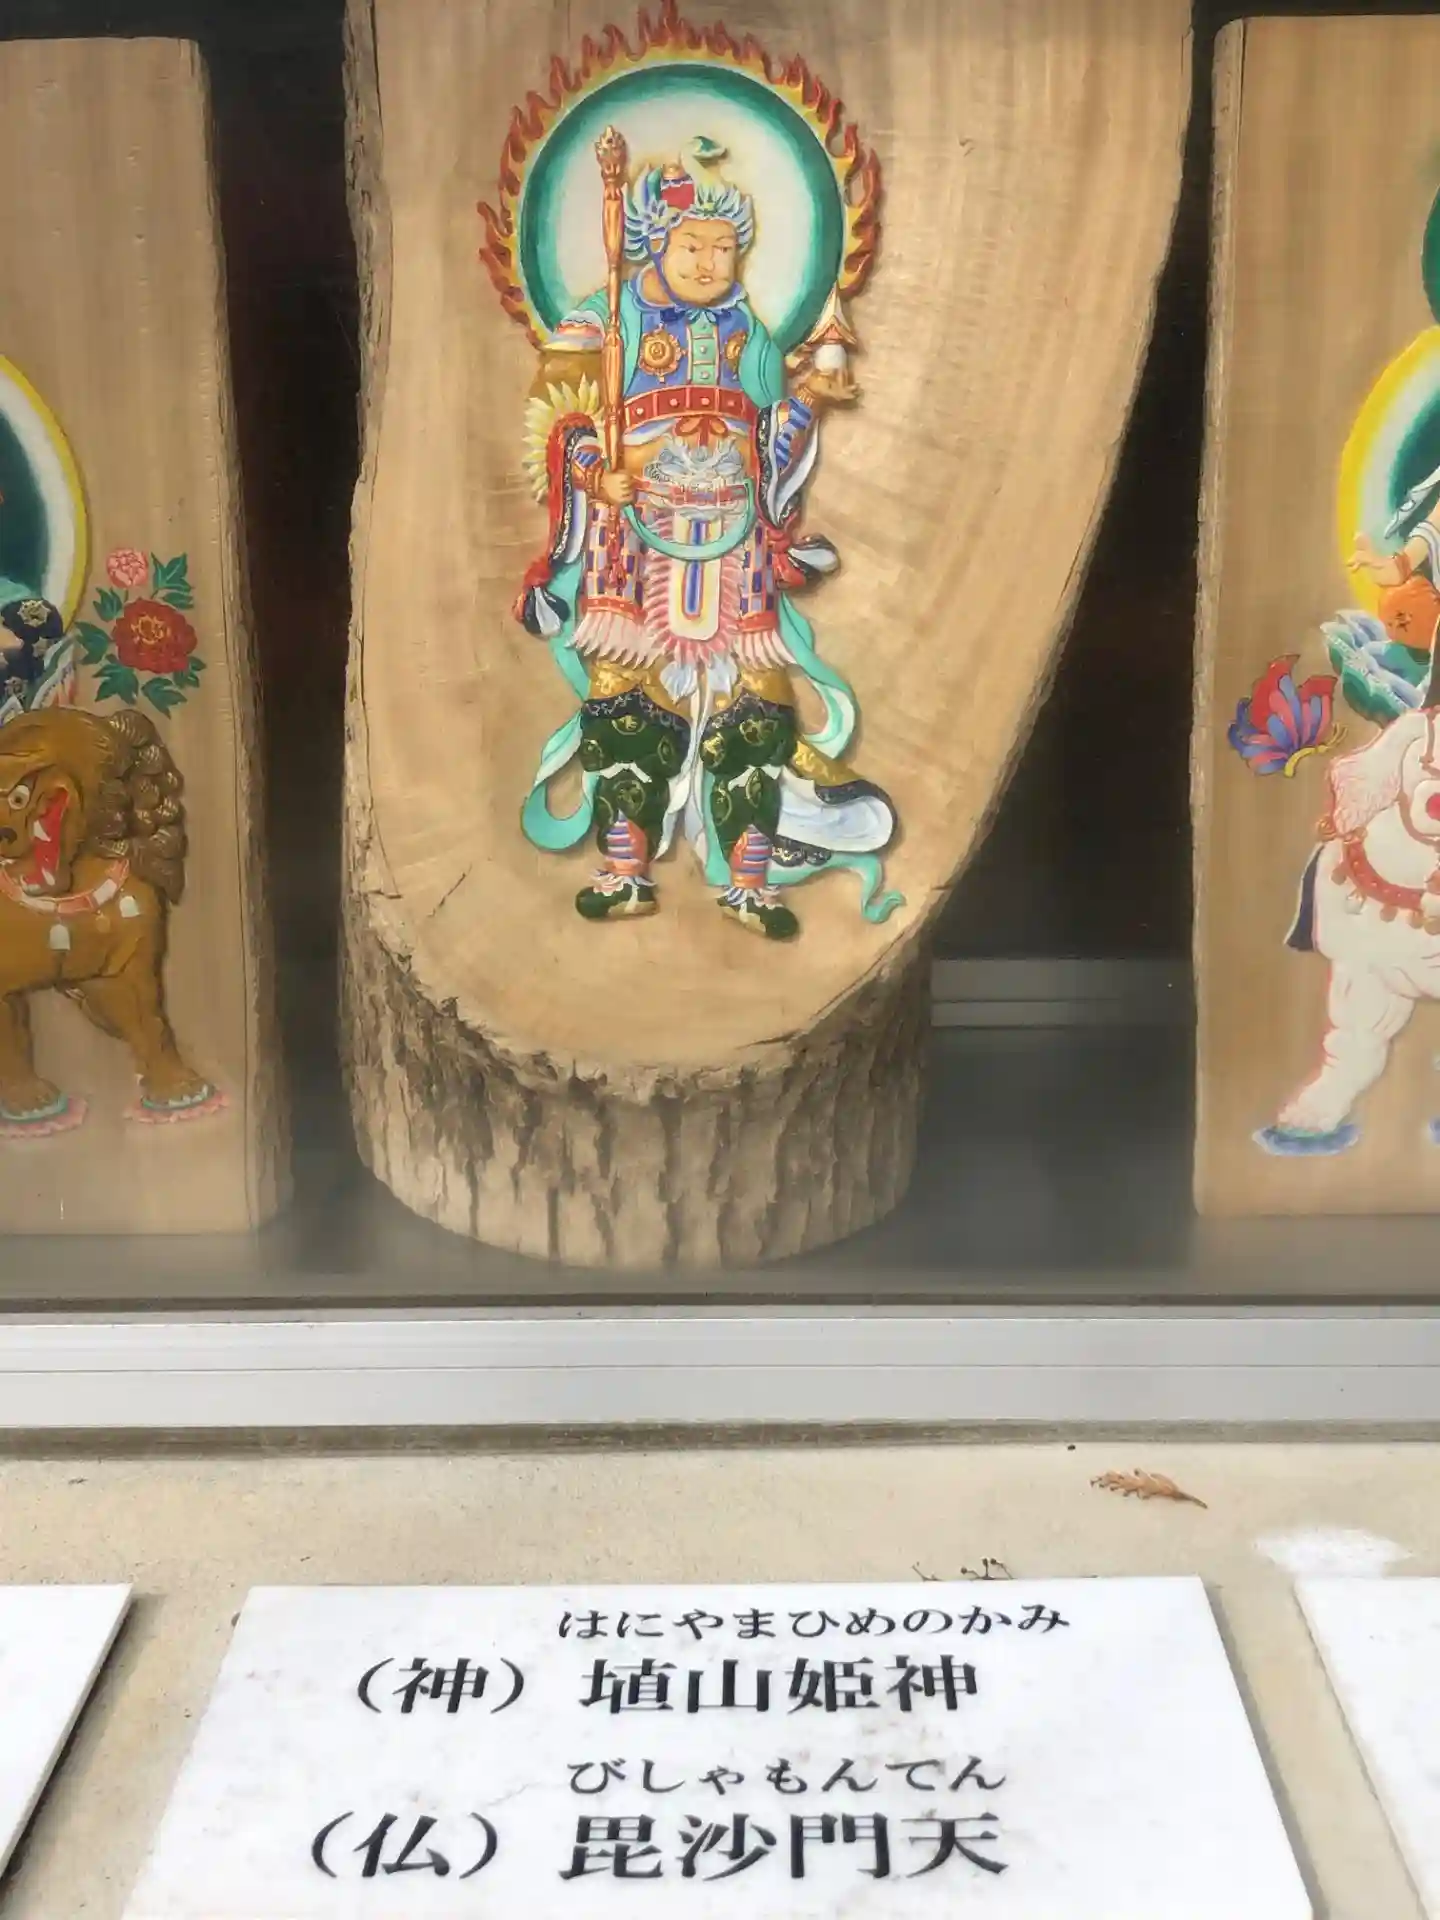 はにやまひめのかみ
（神）埴山姫神
びしゃもんてん
（仏）毘沙門天